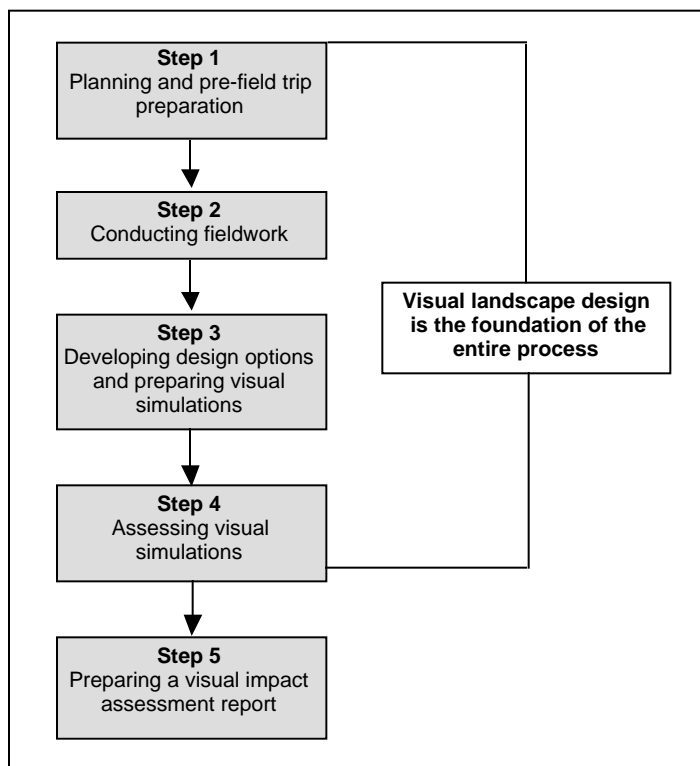 Step 1
Planning and pre-field trip
preparation
Step 2
Conducting fieldwork
Step 3
Developing design options
and preparing visual
simulations
Step 4
Assessing visual
simulations
Step 5
Preparing a visual impact
assessment report
Visual landscape design
is the foundation of the
entire process